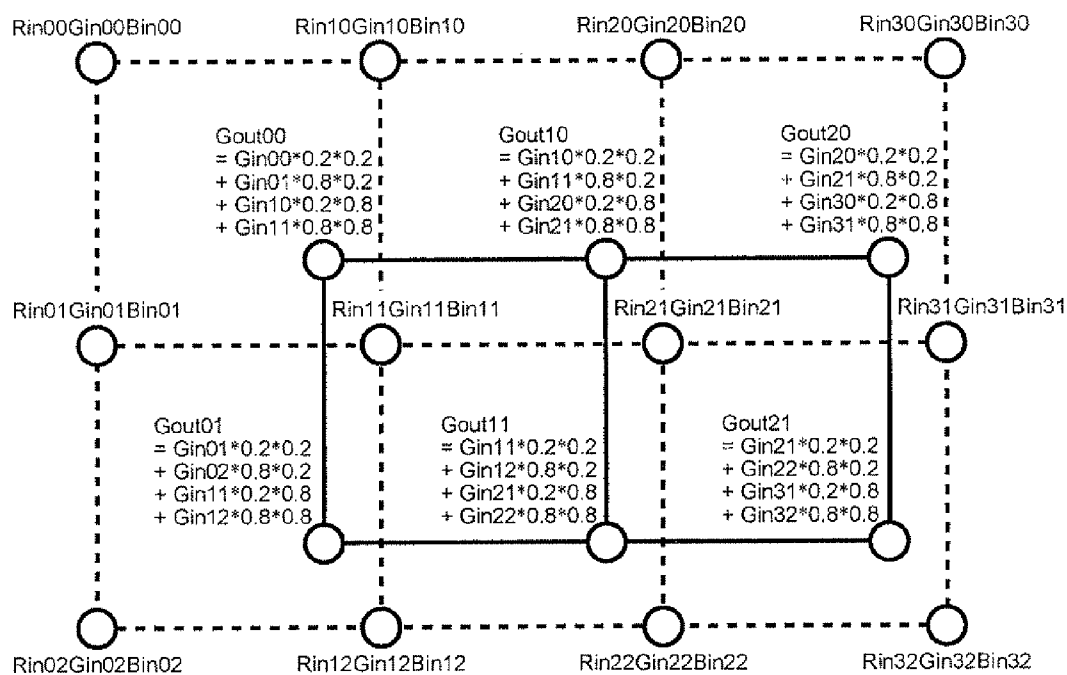 Rin00Gin00Bin00
Rin10Gin10Bin10
Rin20Gin20Bin20
Rin30Gin30Bin30
Gout00
= Gin00*0.2*0.2
+ Gin01*0.8*0.2
+ Gin10*0.2*0.8
+ Gin11*0.8*0.8
Gout10
= Gin10*0.2*0.2
+ Gin11*0.8*0.2
+ Gin20*0.2*0.8
+ Gin21*0.8*0.8
Gout20
= Gin20*0.2*0.2
+ Gin21*0.8*0.2
+ Gin30*0.2*0.8
+ Gin31*0.8*0.8
Rin01Gin01Bin01
Rin11Gin11Bin11
Rin21Gin21Bin21
Rin31Gin31Bin31
Gout01
= Gin01*0.2*0.2
+ Gin02*0.8*0.2
+ Gin11*0.2*0.8
+ Gin12*0.8*0.8
Gout11
= Gin11*0.2*0.2
+ Gin12*0.8*0.2
+ Gin21*0.2*0.8
+ Gin22*0.8*0.8
Gout21
= Gin21*0.2*0.2
+ Gin22*0.8*0.2
+ Gin31*0.2*0.8
+ Gin32*0.8*0.8
Rin02Gin02Bin02
Rin12Gin12Bin12
Rin22Gin22Bin22
Rin32Gin32Bin32